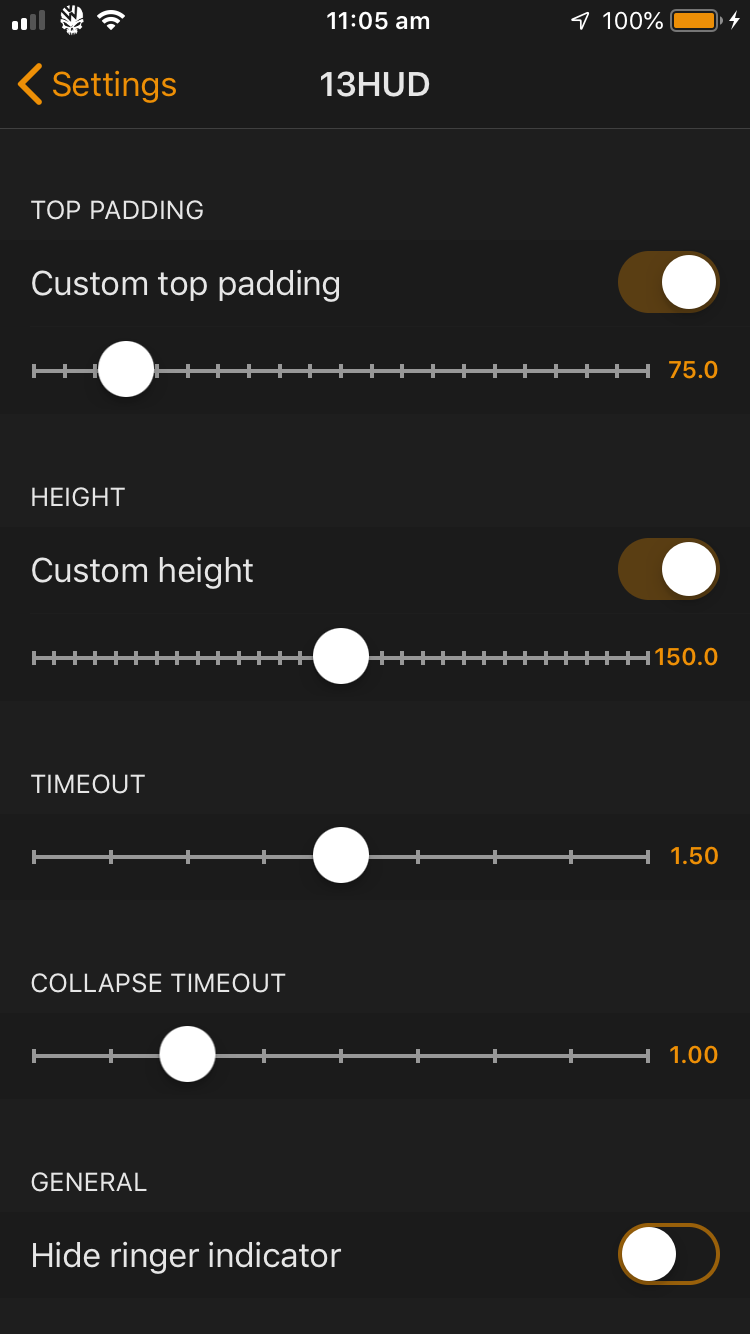 11:05 am
100%
Settings
13HUD
TOP PADDING
Custom top padding
75.0
HEIGHT
Custom height
150.0
TIMEOUT
1.50
COLLAPSE TIMEOUT
1.00
GENERAL
Hide ringer indicator